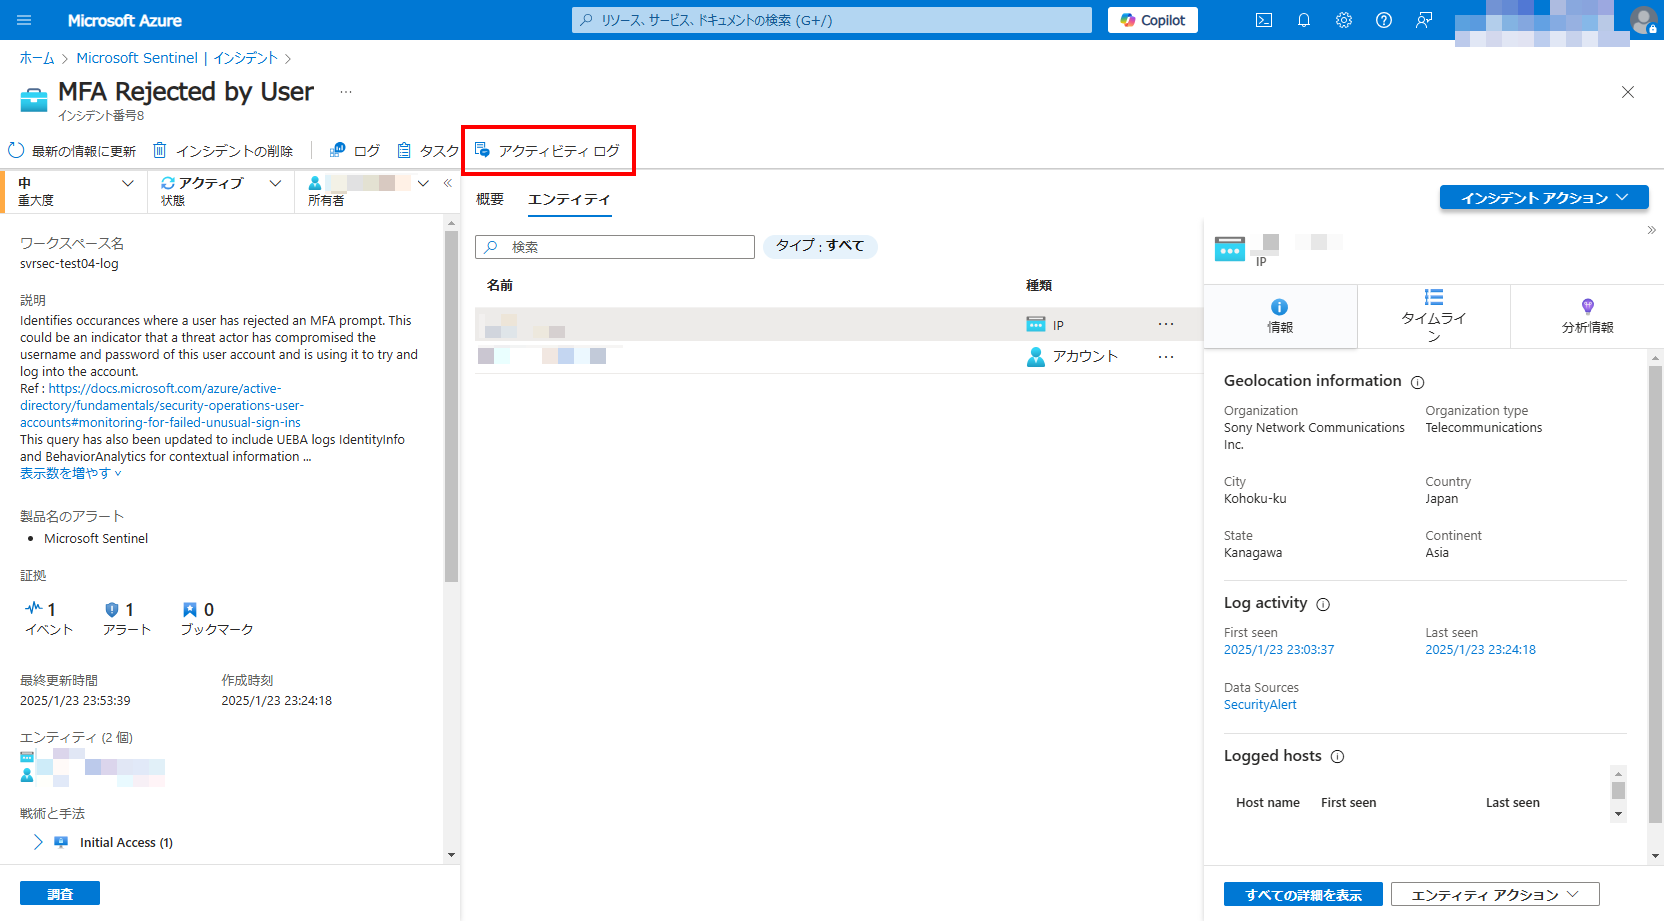 Microsoft Azure
リソース、サービス、ドキュメントの検索 (G+/)
Copilot
ホーム > Microsoft Sentinel | インシデント >
MFA Rejected by User ...
インシデント番号8
最新の情報に更新 インシデントの削除 ログ タスク アクティビティ ログ
中
重大度
アクティブ
状態
所有者
«
概要 エンティティ
インシデント アクション
ワークスペース名
svrsec-test04-log
説明
Identifies occurances where a user has rejected an MFA prompt. This
could be an indicator that a threat actor has compromised the
username and password of this user account and is using it to try and
log into the account.
Ref : https://docs.microsoft.com/azure/active-
directory/fundamentals/security-operations-user-
accounts#monitoring-for-failed-unusual-sign-ins
This query has also been updated to include UEBA logs IdentityInfo
and BehaviorAnalytics for contextual information ...
表示数を増やす
製品名のアラート
• Microsoft Sentinel
証拠
1
イベント
1
アラート
0
ブックマーク
最終更新時間
2025/1/23 23:53:39
作成時刻
2025/1/23 23:24:18
エンティティ (2 個)
戦術と手法
Initial Access (1)
調査
検索
タイプ : すべて
名前 種類
IP ...
アカウント ...
»
IP
情報
タイムライ
ン
分析情報
Geolocation information
Organization
Sony Network Communications
Inc.
Organization type
Telecommunications
City
Kohoku-ku
Country
Japan
State
Kanagawa
Continent
Asia
Log activity
First seen
2025/1/23 23:03:37
Last seen
2025/1/23 23:24:18
Data Sources
SecurityAlert
Logged hosts
Host name First seen Last seen
すべての詳細を表示
エンティティ アクション